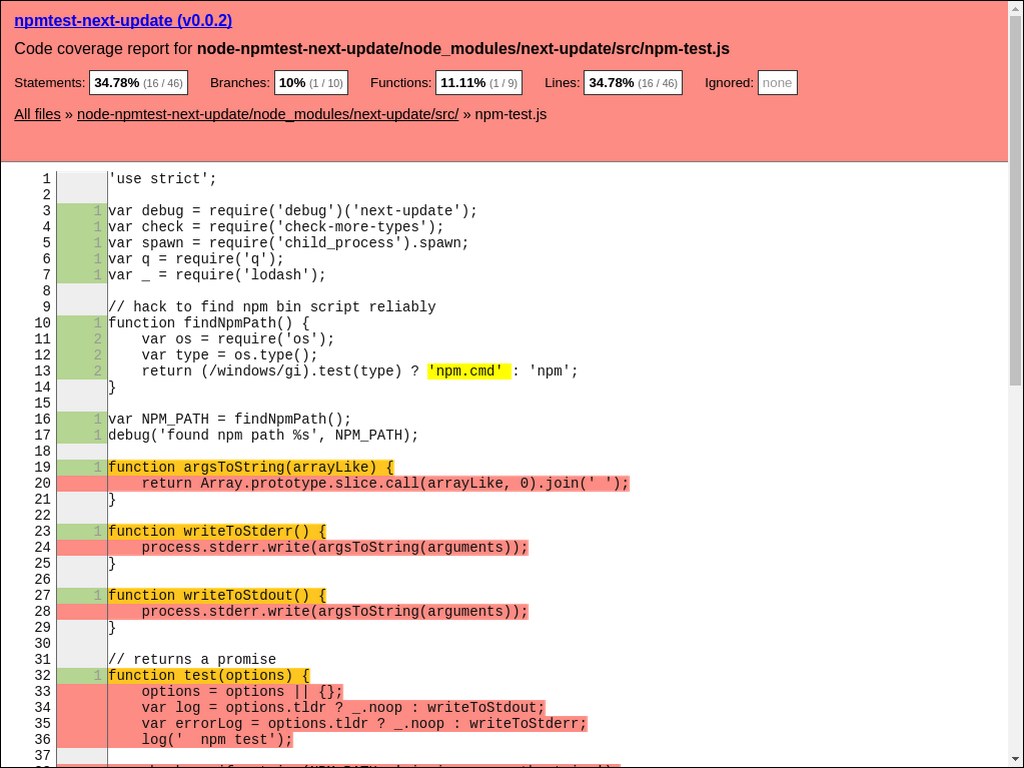 npmtest-next-update (v0.0.2)
Code coverage report for node-npmtest-next-update/node_modules/next-update/src/npm-test.js
Statements: 34.78% (16 / 46) Branches: 10% (1 / 10) Functions: 11.11% (1 / 9) Lines: 34.78% (16 / 46) Ignored: none
All files » node-npmtest-next-update/node_modules/next-update/src/ » npm-test.js
1 'use strict';
2
3 1 var debug = require('debug')('next-update');
4 1 var check = require('check-more-types');
5 1 var spawn = require('child_process').spawn;
6 1 var q = require('q');
7 1 var _ = require('lodash');
8
9 // hack to find npm bin script reliably
10 1 function findNpmPath() {
11 2     var os = require('os');
12 2     var type = os.type();
13 2     return (/windows/gi).test(type) ? 'npm.cmd' : 'npm';
14 }
15
16 1 var NPM_PATH = findNpmPath();
17 1 debug('found npm path %s', NPM_PATH);
18
19 1 function argsToString(arrayLike) {
20     return Array.prototype.slice.call(arrayLike, 0).join(' ');
21 }
22
23 1 function writeToStderr() {
24     process.stderr.write(argsToString(arguments));
25 }
26
27 1 function writeToStdout() {
28     process.stderr.write(argsToString(arguments));
29 }
30
31 // returns a promise
32 1 function test(options) {
33     options = options || {};
34     var log = options.tldr ? _.noop : writeToStdout;
35     var errorLog = options.tldr ? _.noop : writeToStderr;
36     log('  npm test');
37